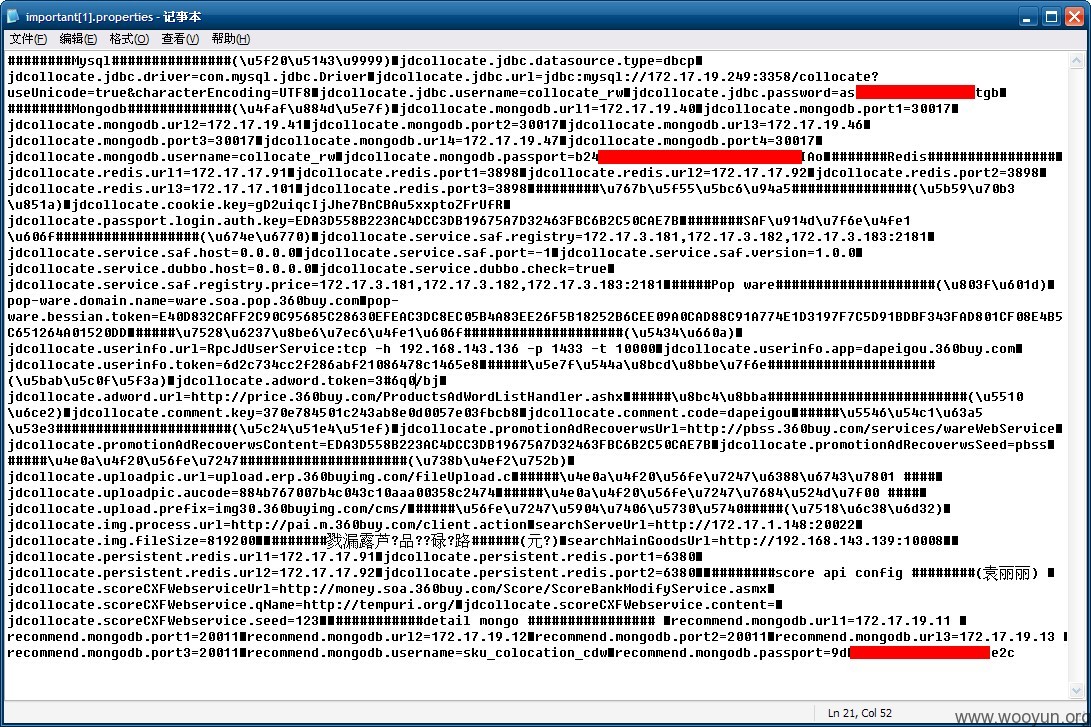 important[1].properties - 记事本
文件(F) 编辑(E) 格式(O) 查看(V) 帮助(H)
########Mysql###############(\u5f20\u5143\u9999)■jdcollocate.jdbc.datasource.type=dbcp■
jdcollocate.jdbc.driver=com.mysql.jdbc.Driver■jdcollocate.jdbc.url=jdbc:mysql://172.17.19.249:3358/collocate?
useUnicode=true&characterEncoding=UTF8■jdcollocate.jdbc.username=collocate_rw■jdcollocate.jdbc.password=as tgb■
########Mongodb#############(\u4faf\u884d\u5e7f)■jdcollocate.mongodb.url1=172.17.19.40■jdcollocate.mongodb.port1=30017■
jdcollocate.mongodb.url2=172.17.19.41■jdcollocate.mongodb.port2=30017■jdcollocate.mongodb.url3=172.17.19.46■
jdcollocate.mongodb.port3=30017■jdcollocate.mongodb.url4=172.17.19.47■jdcollocate.mongodb.port4=30017■
jdcollocate.mongodb.username=collocate_rw■jdcollocate.mongodb.password=b24 IAo■#######Redis#################
jdcollocate.redis.url1=172.17.17.91■jdcollocate.redis.port1=3898■jdcollocate.redis.url2=172.17.17.92■jdcollocate.redis.port2=3898■
jdcollocate.redis.url3=172.17.17.101■jdcollocate.redis.port3=3898■########\u767b\u5f55\u5bc6\u94a5###############(\u5b59\u70b3
\u851a)■jdcollocate.cookie.key=gD2uiqcIjJhe7BnCBAu5xxptoZFrUfR■
jdcollocate.passport.login.auth.key=EDA3D558B223AC4DCC3DB19675A7D32463FBC6B2C50CAE7B■#######SAF\u914d\u7f6e\u4fe1
\u606f##################(\u674e\u6770)■jdcollocate.service.saf.registry=172.17.3.181,172.17.3.182,172.17.3.183:2181■
jdcollocate.service.saf.host=0.0.0.0■jdcollocate.service.saf.port=-1■jdcollocate.service.saf.version=1.0.0■
jdcollocate.service.dubbo.host=0.0.0.0■jdcollocate.service.dubbo.check=true■
jdcollocate.service.saf.registry.price=172.17.3.181,172.17.3.182,172.17.3.183:2181■#####Pop ware#####################(\u803f\u601d)■
pop-ware.domain.name=ware.soa.pop.360buy.com■pop-
ware.bessian.token=E40D832CAFF2C90C95685C28630EFEAC3DC8EC05B4A83EE26F5B18252B6CEE09A0CAD88C91A774E1D3197F7C5D91BDBF343FAD801CF08E4B5
C651264A01520DD■#####\u7528\u6237\u8be6\u7ec6\u4fe1\u606f#####################(\u5434\u660a)■
jdcollocate.userinfo.url=RpcJdUserService:tcp -h 192.168.143.136 -p 1433 -t 10000■jdcollocate.userinfo.app=dapeigou.360buy.com■
jdcollocate.userinfo.token=6d2c734cc2f286abf21086478c1465e8■#####\u5e7f\u544a\u8bcd\u8bbe\u7f6e#####################
(\u5bab\u5c0f\u5f3a)■jdcollocate.adword.token=3#6q0/bj■
jdcollocate.adword.url=http://price.360buy.com/ProductsAdWordListHandler.ashx■#####\u8bc4\u8bba#########################(\u5510
\u6ce2)■jdcollocate.comment.key=370e784501c243ab8e0d0057e03fbcb8■jdcollocate.comment.code=dapeigou■#####\u5546\u54c1\u63a5
\u53e3######################(\u5c24\u51e4\u51ef)■jdcollocate.promotionAdRecoverwsUrl=http://pbss.360buy.com/services/wareWebService■
jdcollocate.promotionAdRecoverwsContent=EDA3D558B223AC4DCC3DB19675A7D32463FBC6B2C50CAE7B■jdcollocate.promotionAdRecoverwsSeed=pbss■
#####\u4e0a\u4f20\u56fe\u7247#####################(\u738b\u4ef2\u752b)■
jdcollocate.uploadpic.url=upload.erp.360buyimg.com/fileUpload.c■#####\u4e0a\u4f20\u56fe\u7247\u6388\u6743\u7801 #####
jdcollocate.uploadpic.aucode=884b767007b4c043c10aaa00358c2474■#####\u4e0a\u4f20\u56fe\u7247\u7684\u524d\u7f00 ####■
jdcollocate.upload.prefix=img30.360buyimg.com/cms/■#####\u56fe\u7247\u5904\u7406\u5730\u5740#####(\u7518\u6c38\u6d32)■
jdcollocate.img.process.url=http://pai.m.360buy.com/client.action■searchServeUrl=http://172.17.1.148:20022■
jdcollocate.img.fileSize=819200■■#######戮漏露芦?品??碌?路######(元?)■searchMainGoodsUrl=http://192.168.143.139:10008■■
jdcollocate.persistent.redis.url1=172.17.17.91■jdcollocate.persistent.redis.port1=6380■
jdcollocate.persistent.redis.url2=172.17.17.92■jdcollocate.persistent.redis.port2=6380■■########score api config ########(袁丽丽) ■
jdcollocate.scoreCXFWebserviceUrl=http://money.soa.360buy.com/Score/ScoreBankModifyService.asmx■
jdcollocate.scoreCXFWebservice.qName=http://tempuri.org/■jdcollocate.scoreCXFWebservice.content=■
jdcollocate.scoreCXFWebservice.seed=123■■###########detail mongo ################ ■recommend.mongodb.url1=172.17.19.11 ■
recommend.mongodb.port1=20011■recommend.mongodb.url2=172.17.19.12■recommend.mongodb.port2=20011■recommend.mongodb.url3=172.17.19.13 ■
recommend.mongodb.port3=20011■recommend.mongodb.username=sku_colocation_cdw■recommend.mongodb.password=9d e2c
Ln 21, Col 52
www.wooyun.org